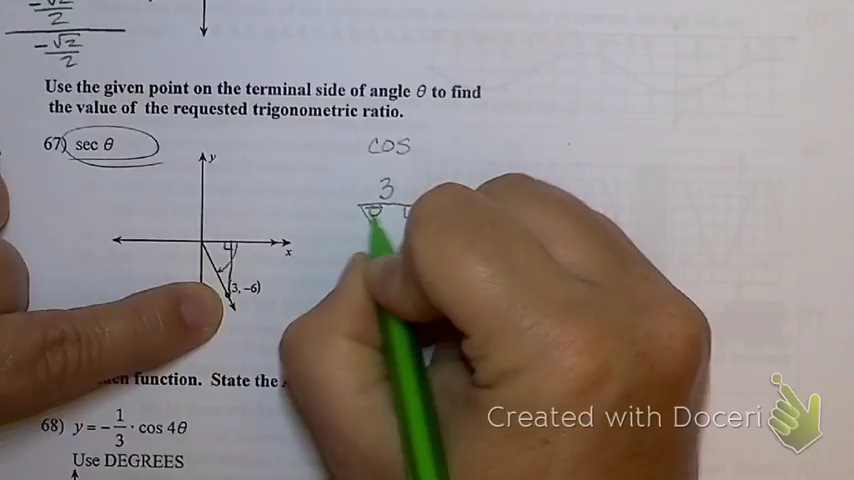 -√2
2
-√2
2
Use the given point on the terminal side of angle θ to find
the value of the requested trigonometric ratio.
67) sec θ
cos
y
3
θ
x
(3, -6)
function. State the
68) y = - 1/3 · cos 4θ
Use DEGREES
Created with Doceri